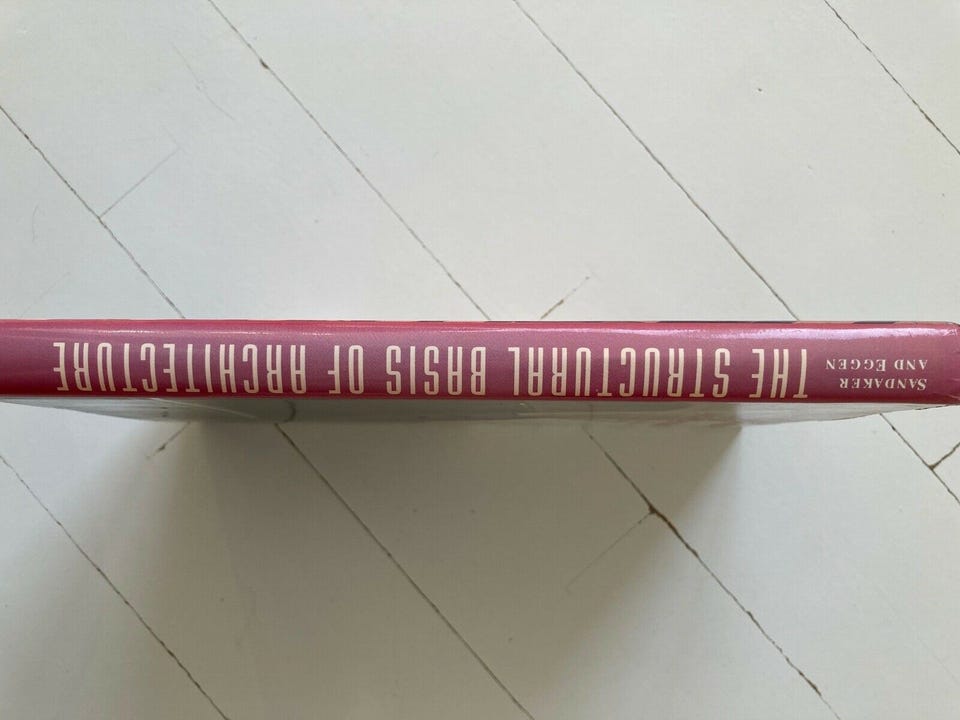 SANDAKER
AND EGGEN
THE STRUCTURAL BASIS OF ARCHITECTURE